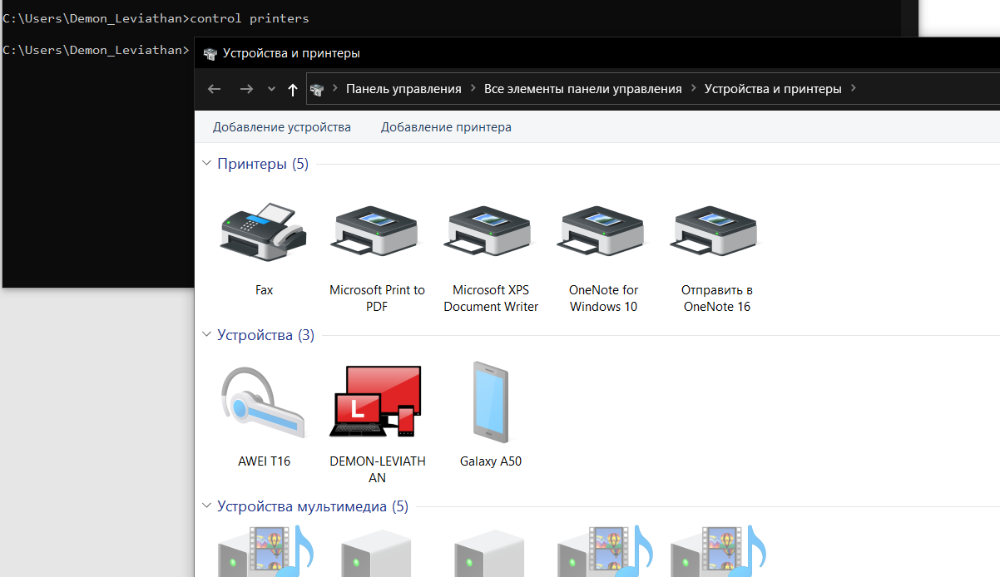 C:\Users\Demon_Leviathan>control printers
C:\Users\Demon_Leviathan>
Устройства и принтеры
Панель управления > Все элементы панели управления > Устройства и принтеры >
Добавление устройства Добавление принтера
Принтеры (5)
Fax
Microsoft Print to
PDF
Microsoft XPS
Document Writer
OneNote for
Windows 10
Отправить в
OneNote 16
Устройства (3)
L
AWEI T16
DEMON-LEVIATH
AN
Galaxy A50
Устройства мультимедиа (5)